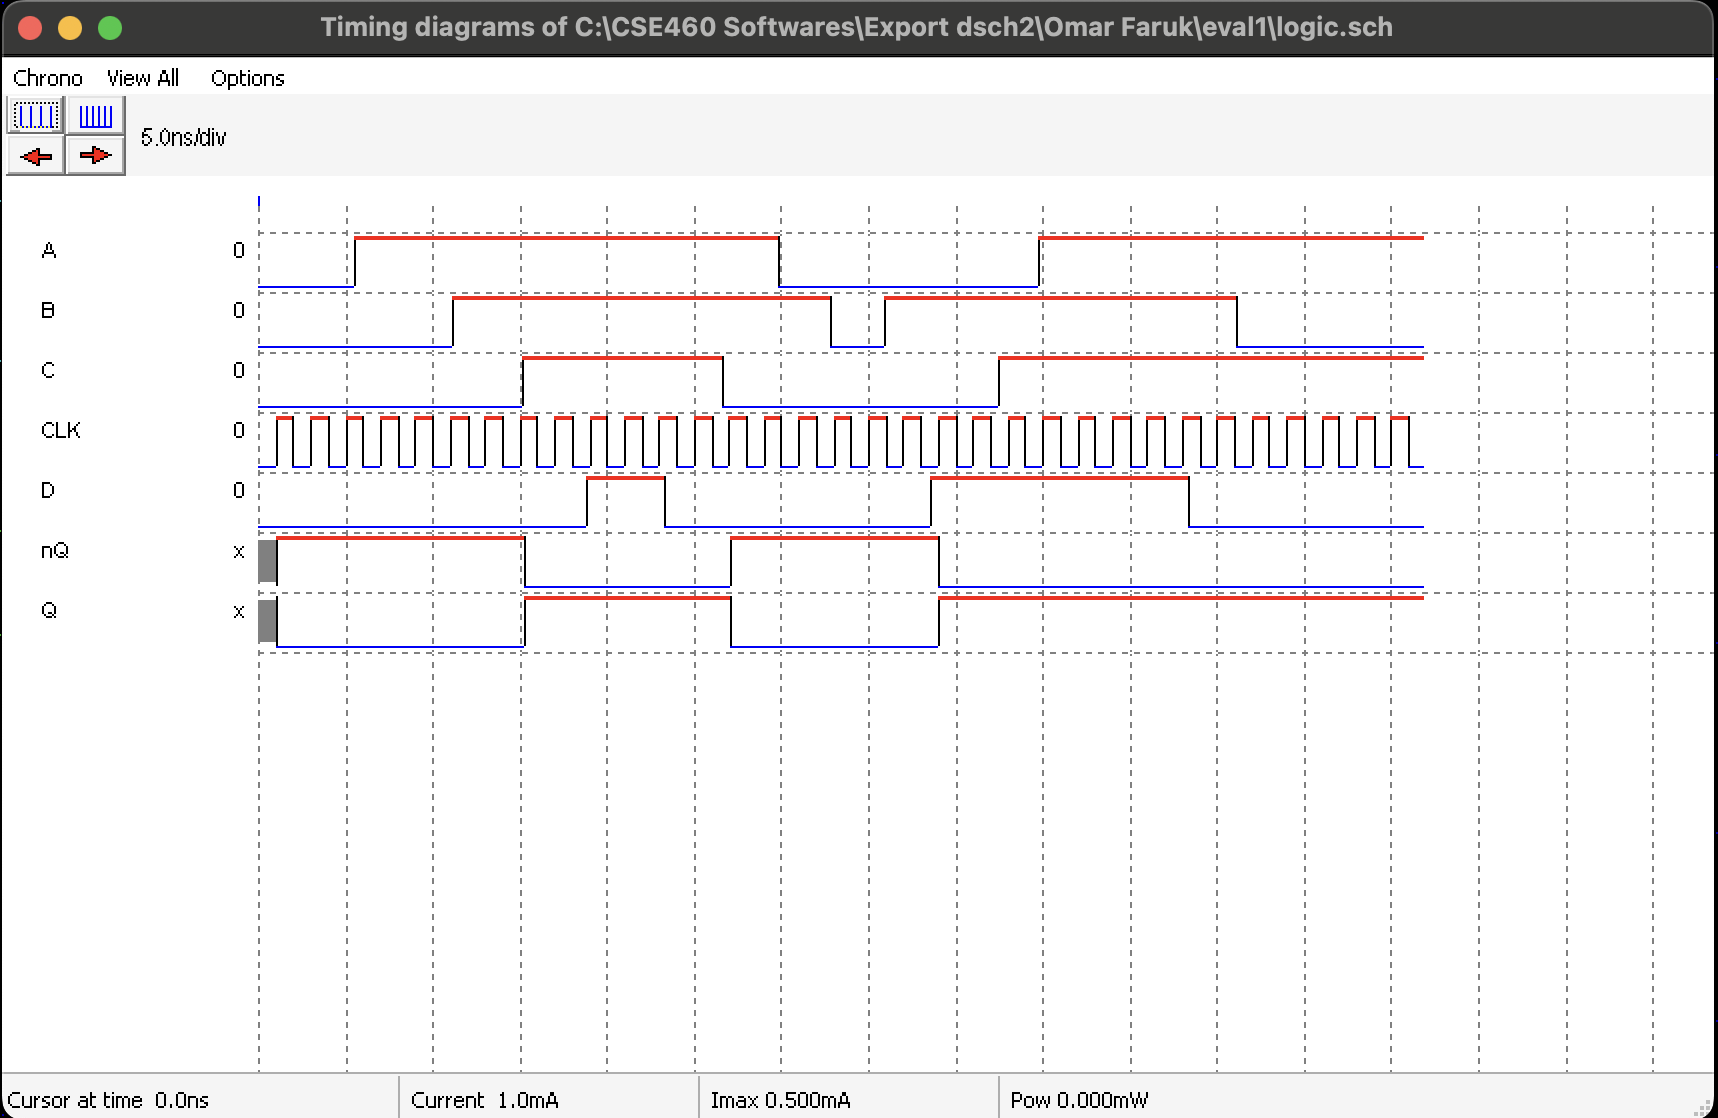 Timing diagrams of C:\CSE460 Softwares\Export dsch2\Omar Faruk\eval1\logic.sch
Chrono View All Options
5.0ns/div
A 0
B 0
C 0
CLK 0
D 0
nQ x
Q x
Cursor at time 0.0ns Current 1.0mA Imax 0.500mA Pow 0.000mW